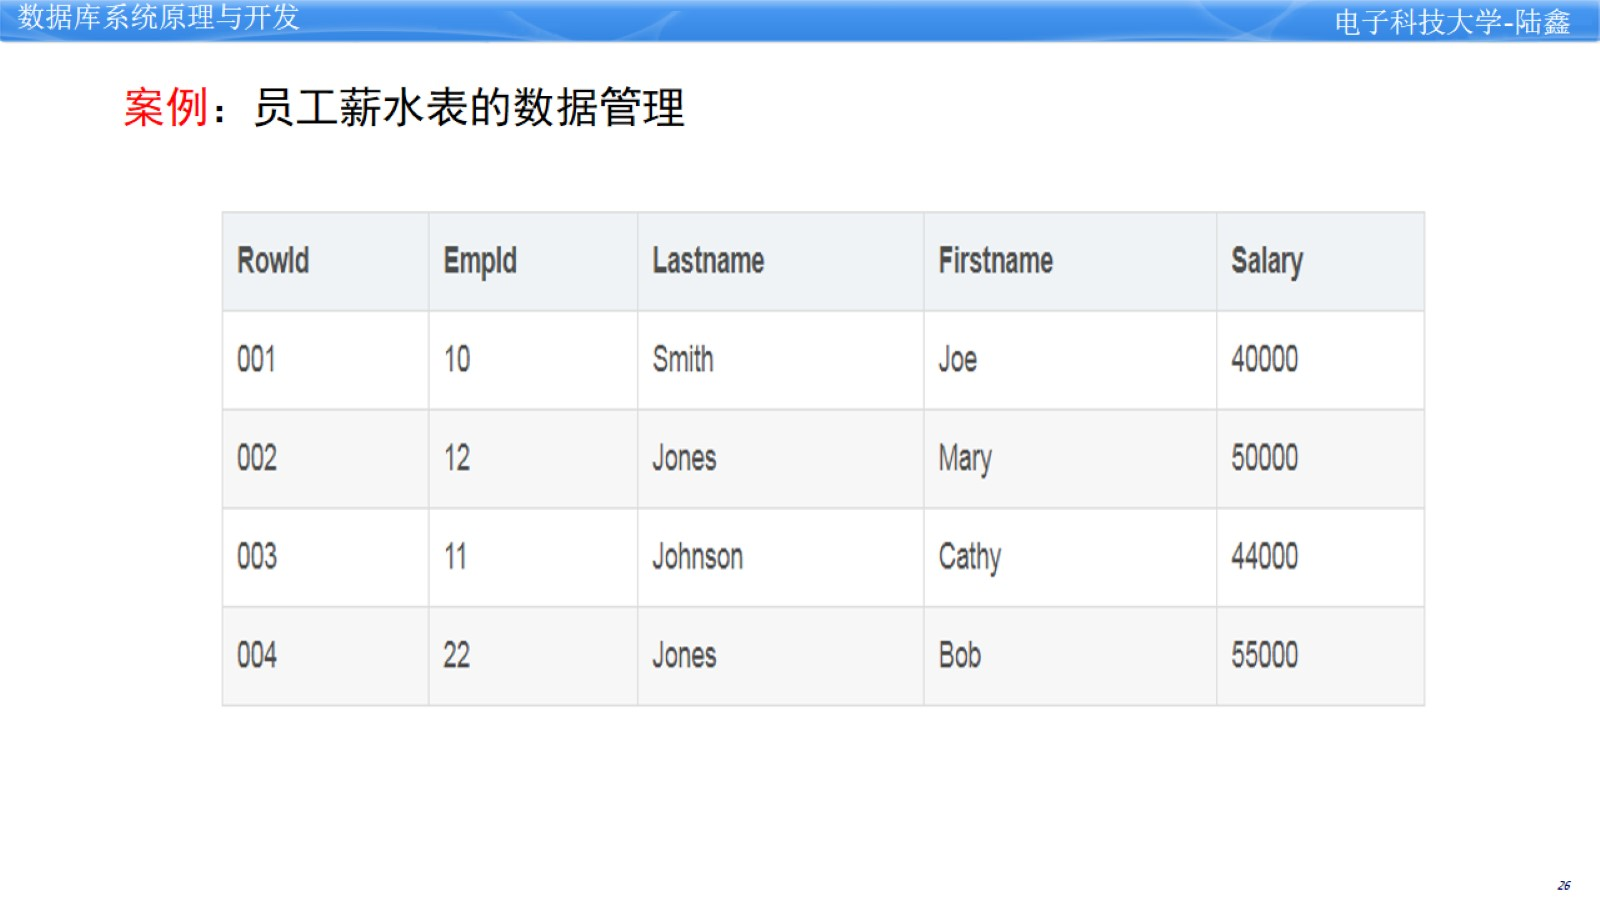 数据库系统原理与开发
电子科技大学-陆鑫
案例：员工薪水表的数据管理
RowId EmpId Lastname Firstname Salary
001 10 Smith Joe 40000
002 12 Jones Mary 50000
003 11 Johnson Cathy 44000
004 22 Jones Bob 55000
26